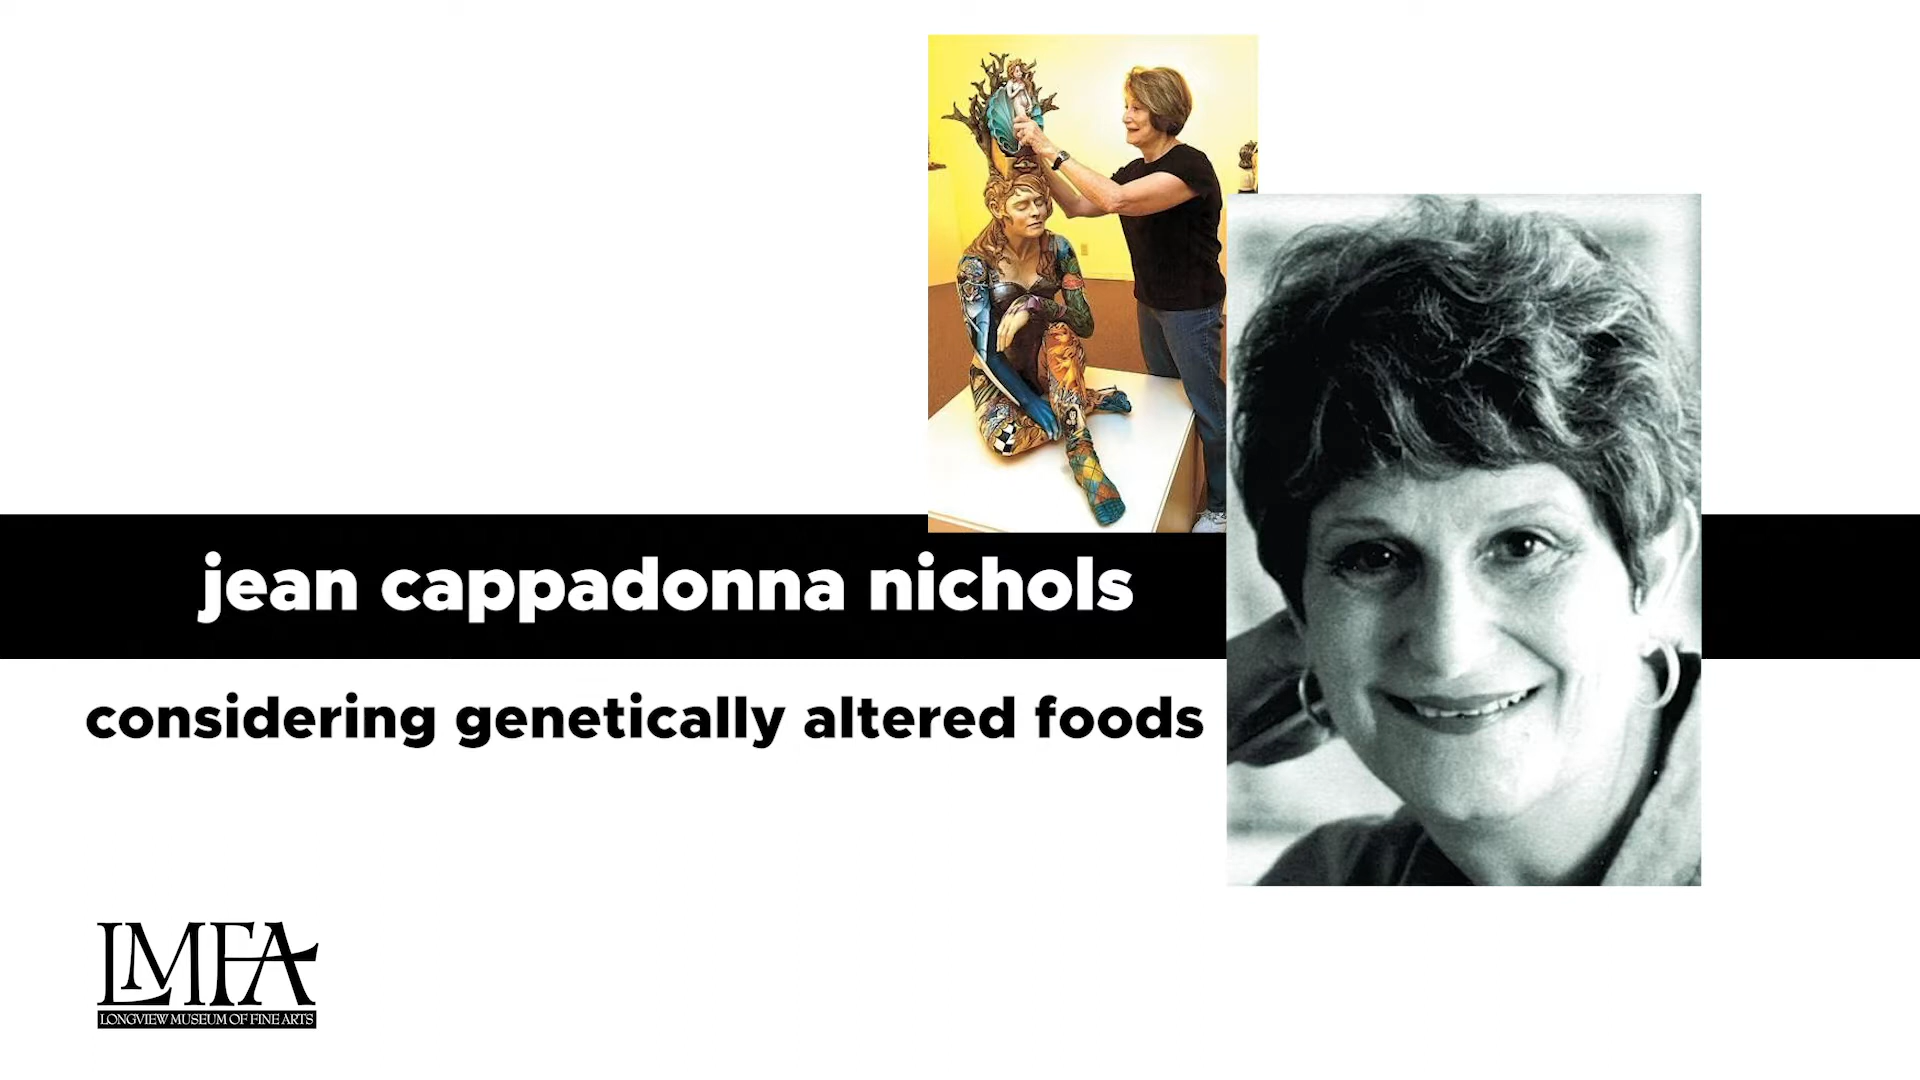 jean cappadonna nichols
considering genetically altered foods
LMFA
LONGVIEW MUSEUM OF FINE ARTS